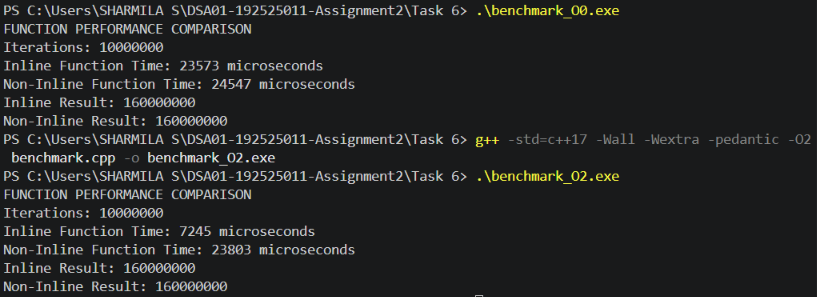 PS C:\Users\SHARMILA S\DSA01-192525011-Assignment2\Task 6> .\benchmark_O0.exe
FUNCTION PERFORMANCE COMPARISON
Iterations: 10000000
Inline Function Time: 23573 microseconds
Non-Inline Function Time: 24547 microseconds
Inline Result: 160000000
Non-Inline Result: 160000000
PS C:\Users\SHARMILA S\DSA01-192525011-Assignment2\Task 6> g++ -std=c++17 -Wall -Wextra -pedantic -O2
benchmark.cpp -o benchmark_O2.exe
PS C:\Users\SHARMILA S\DSA01-192525011-Assignment2\Task 6> .\benchmark_O2.exe
FUNCTION PERFORMANCE COMPARISON
Iterations: 10000000
Inline Function Time: 7245 microseconds
Non-Inline Function Time: 23803 microseconds
Inline Result: 160000000
Non-Inline Result: 160000000